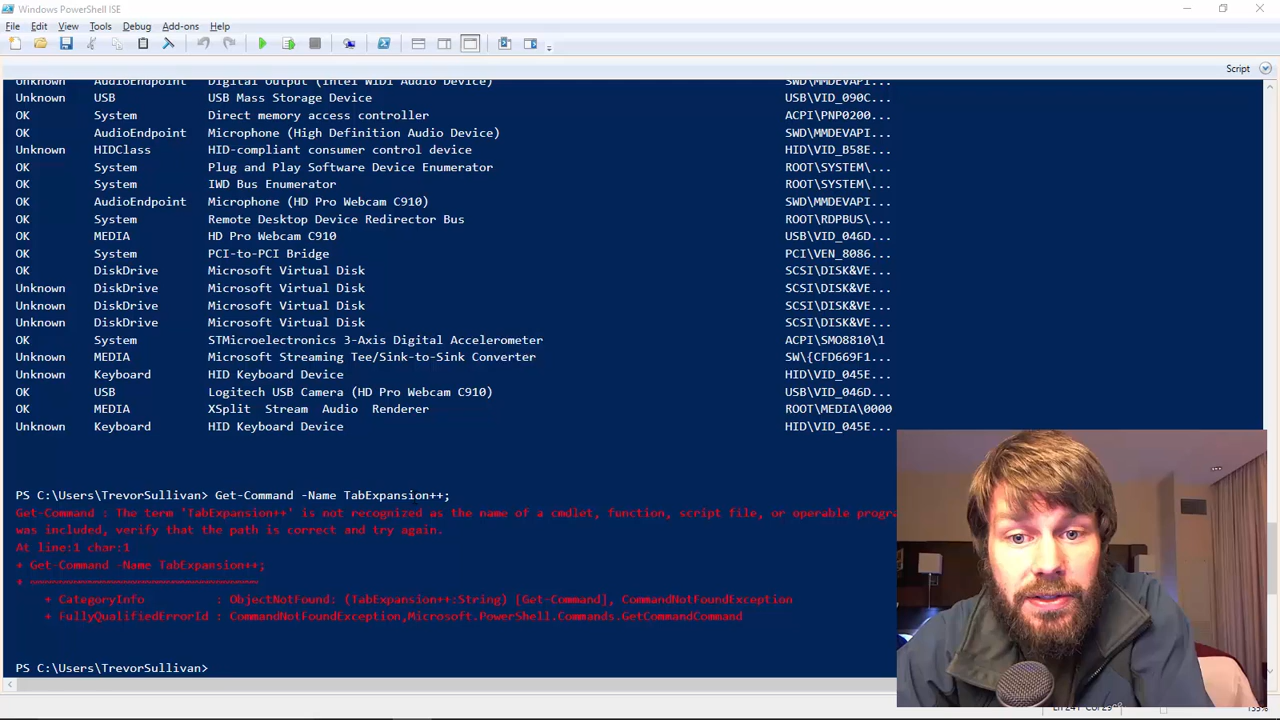 Windows PowerShell ISE
File Edit View Tools Debug Add-ons Help
Script
Unknown AudioEndpoint Digital Output (Intel WiDi Audio Device) SWD\MMDEVAPI...
Unknown USB USB Mass Storage Device USB\VID_090C...
OK System Direct memory access controller ACPI\PNP0200...
OK AudioEndpoint Microphone (High Definition Audio Device) SWD\MMDEVAPI...
Unknown HIDClass HID-compliant consumer control device HID\VID_B58E...
OK System Plug and Play Software Device Enumerator ROOT\SYSTEM\...
OK System IWD Bus Enumerator ROOT\SYSTEM\...
OK AudioEndpoint Microphone (HD Pro Webcam C910) SWD\MMDEVAPI...
OK System Remote Desktop Device Redirector Bus ROOT\RDPBUS\...
OK MEDIA HD Pro Webcam C910 USB\VID_046D...
OK System PCI-to-PCI Bridge PCI\VEN_8086...
OK DiskDrive Microsoft Virtual Disk SCSI\DISK&VE...
Unknown DiskDrive Microsoft Virtual Disk SCSI\DISK&VE...
Unknown DiskDrive Microsoft Virtual Disk SCSI\DISK&VE...
Unknown DiskDrive Microsoft Virtual Disk SCSI\DISK&VE...
OK System STMicroelectronics 3-Axis Digital Accelerometer ACPI\SMO8810\1
Unknown MEDIA Microsoft Streaming Tee/Sink-to-Sink Converter SW\{CFD669F1...
Unknown Keyboard HID Keyboard Device HID\VID_045E...
OK USB Logitech USB Camera (HD Pro Webcam C910) USB\VID_046D...
OK MEDIA XSplit Stream Audio Renderer ROOT\MEDIA\0000
Unknown Keyboard HID Keyboard Device HID\VID_045E...
PS C:\Users\TrevorSullivan> Get-Command -Name TabExpansion++;
Get-Command : The term 'TabExpansion++' is not recognized as the name of a cmdlet, function, script file, or operable progra
was included, verify that the path is correct and try again.
At line:1 char:1
+ Get-Command -Name TabExpansion++;
+ ~~~~~~~~~~~~~~~~~~~~~~~~~~~~~~~~
+ CategoryInfo : ObjectNotFound: (TabExpansion++:String) [Get-Command], CommandNotFoundException
+ FullyQualifiedErrorId : CommandNotFoundException,Microsoft.PowerShell.Commands.GetCommandCommand
PS C:\Users\TrevorSullivan>